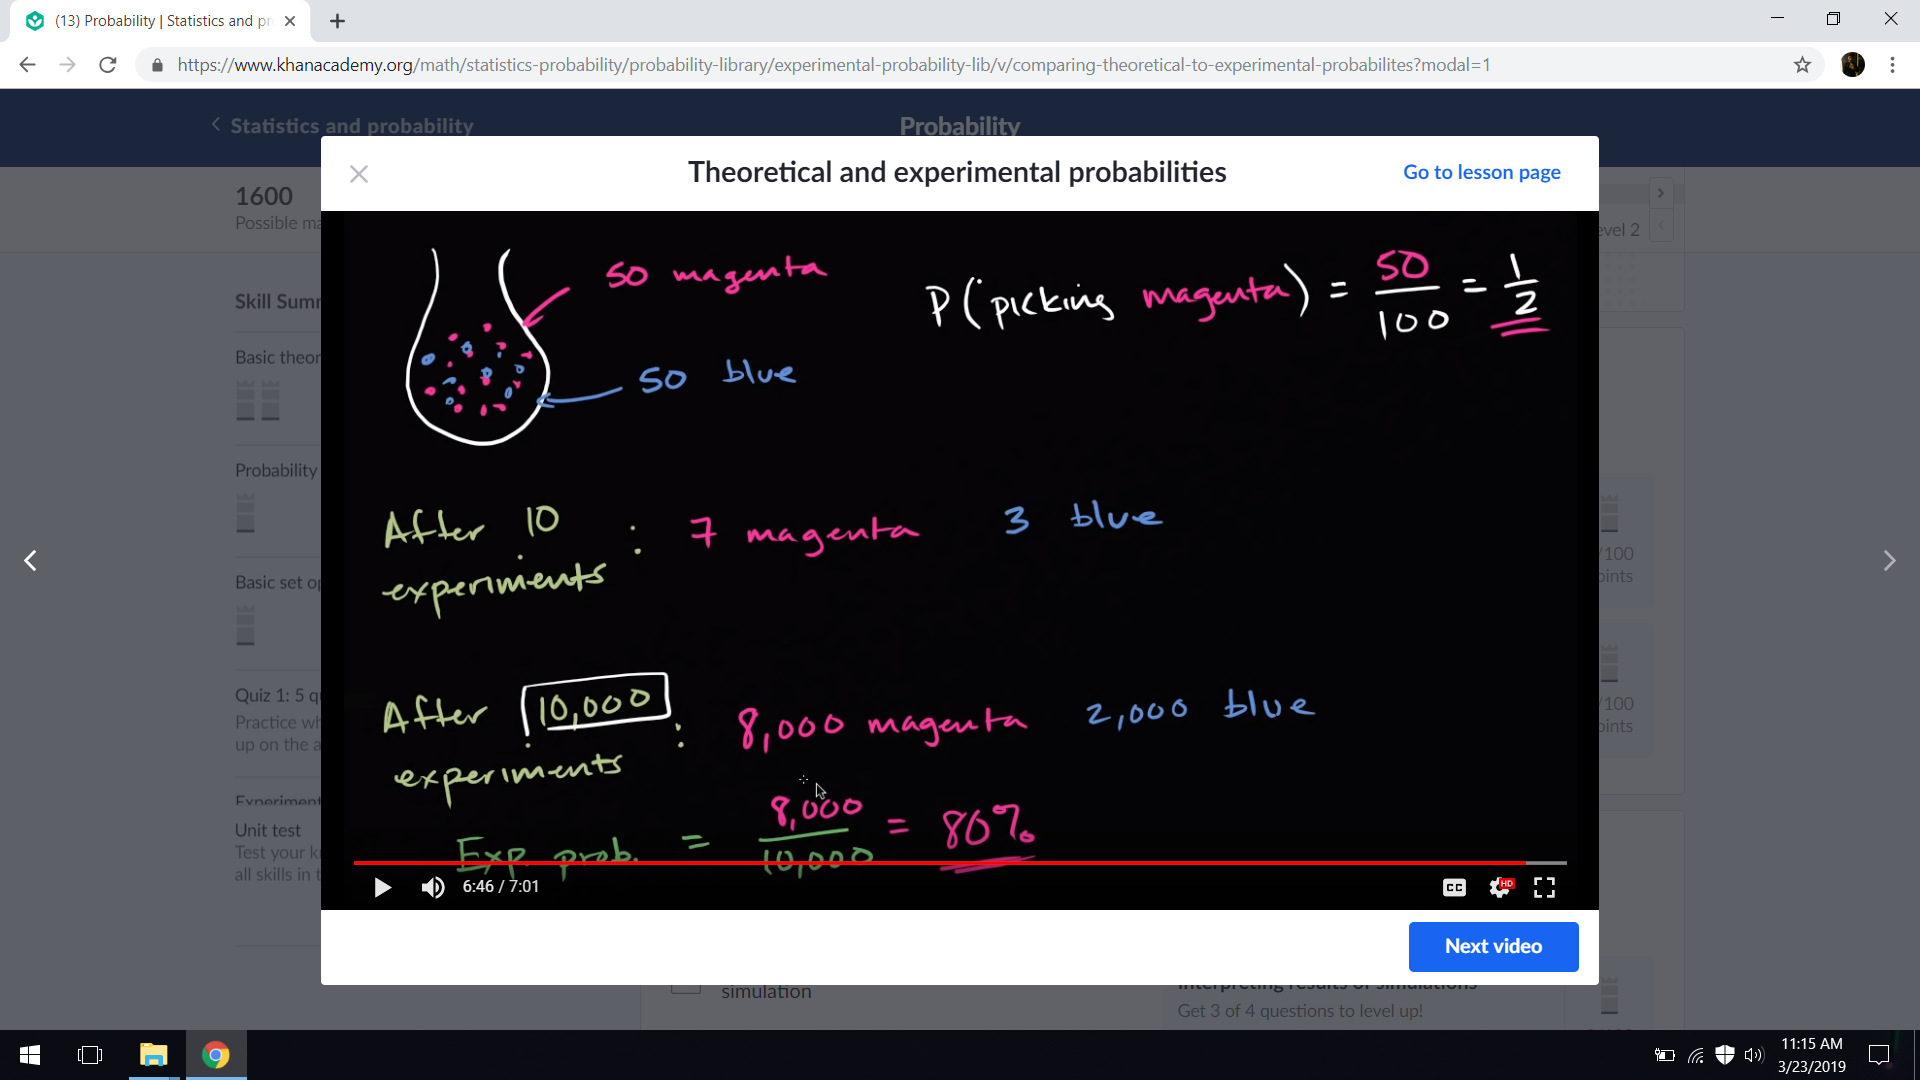 (13) Probability | Statistics and pr
https://www.khanacademy.org/math/statistics-probability/probability-library/experimental-probability-lib/v/comparing-theoretical-to-experimental-probabilites?modal=1
Statistics and probability
Probability
1600
Possible ma
evel 2
Theoretical and experimental probabilities
Go to lesson page
Skill Summ
Basic theor
Probability
Basic set op
Quiz 1: 5 q
Practice wh
up on the a
Experiment
Unit test
Test your k
all skills in t
50 magenta
50 blue
P(picking magenta) = 50/100 = 1/2
After 10 experiments: 7 magenta 3 blue
After 10,000 experiments: 8,000 magenta 2,000 blue
Exp. prob. = 8,000/10,000 = 80%
6:46 / 7:01
CC
HD
/100
oints
/100
oints
Next video
simulation
Interpreting results of simulations
Get 3 of 4 questions to level up!
11:15 AM
3/23/2019